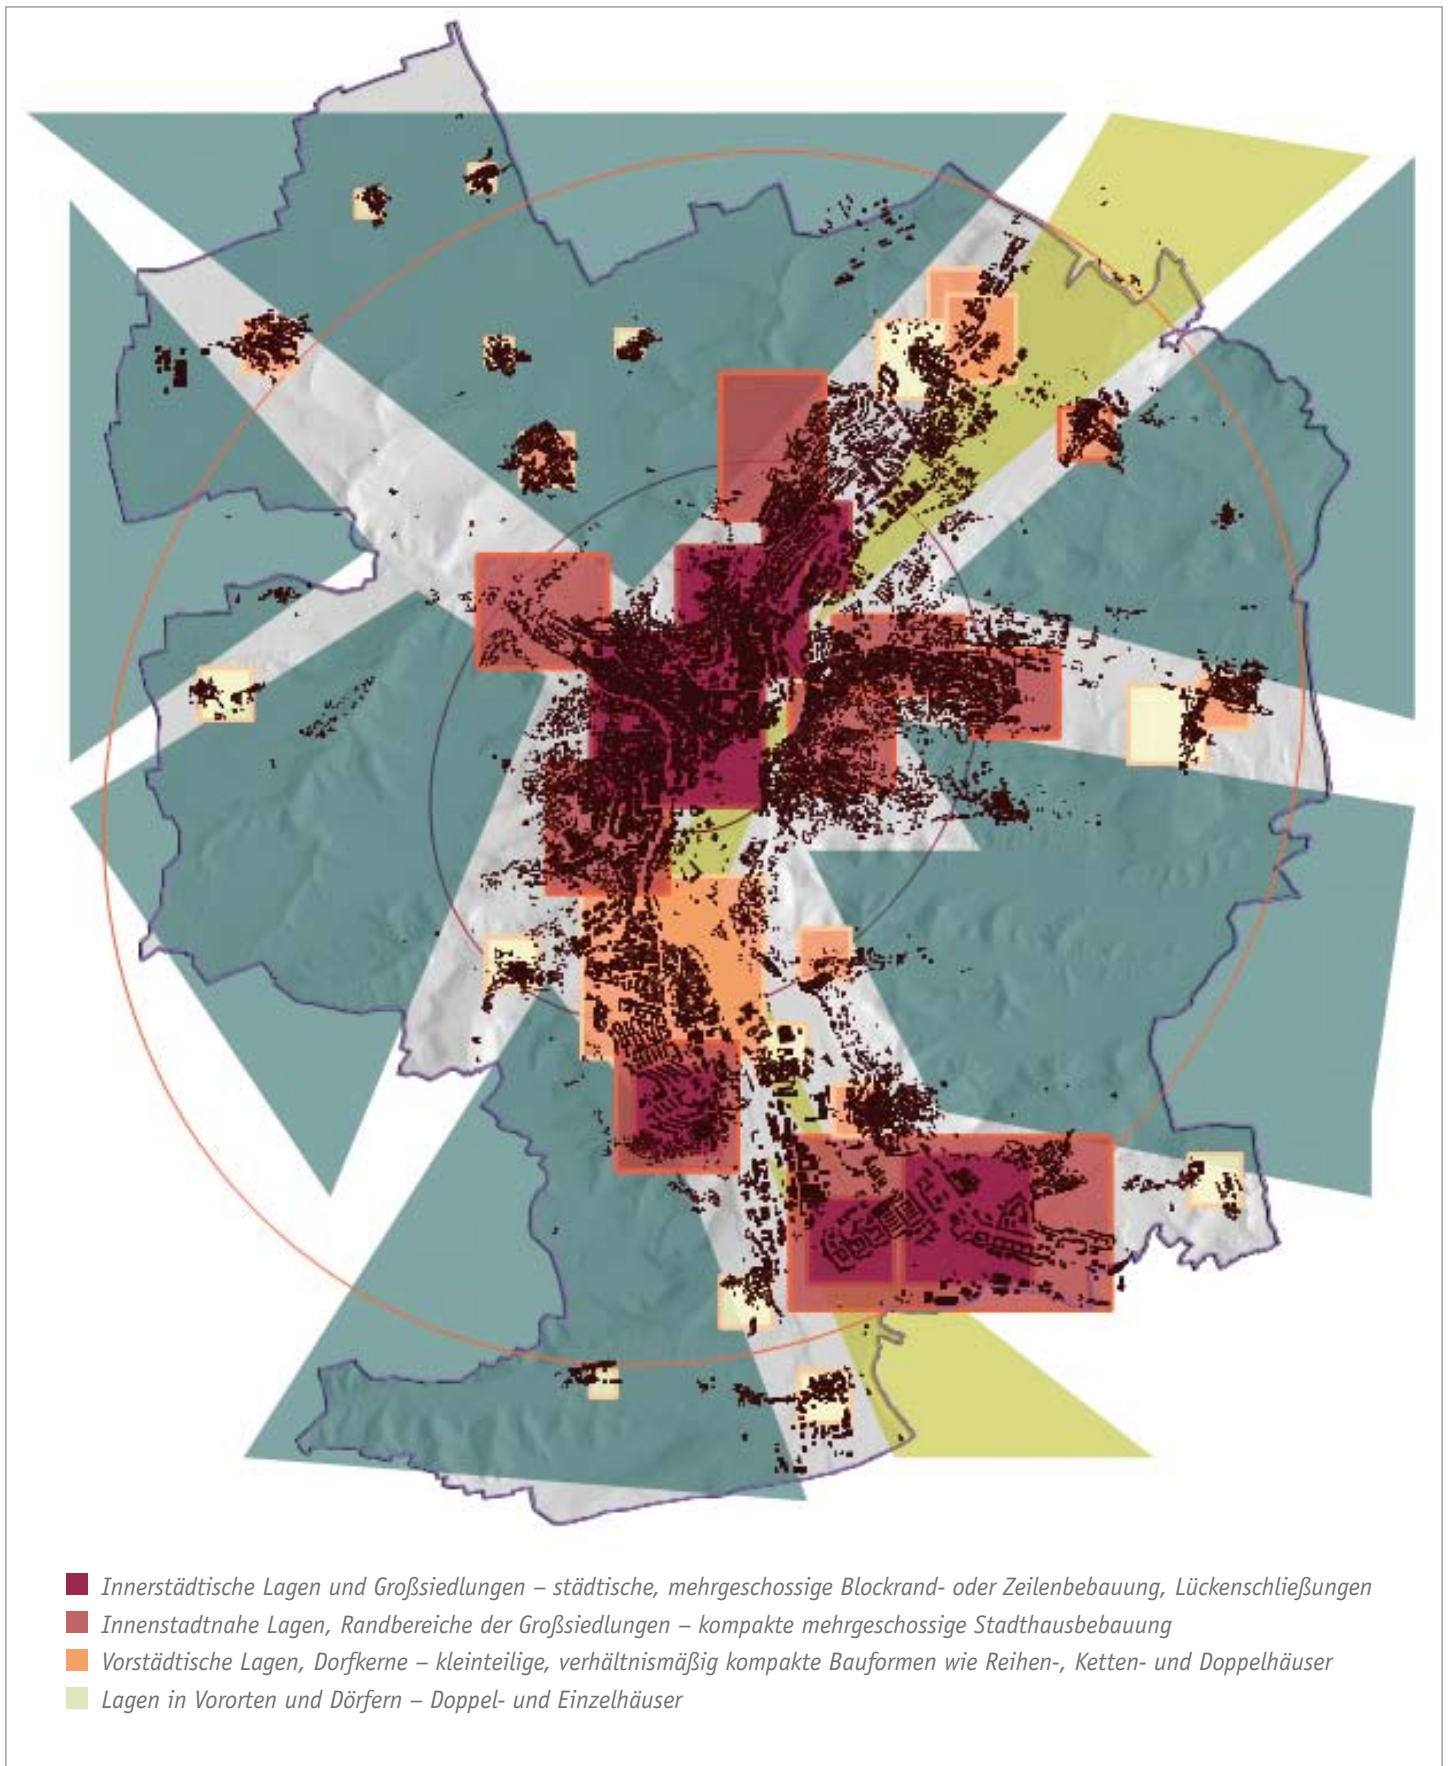 Innerstädtische Lagen und Großsiedlungen – städtische, mehrgeschossige Blockrand- oder Zeilenbebauung, Lückenschließungen
Innenstadtnahe Lagen, Randbereiche der Großsiedlungen – kompakte mehrgeschossige Stadthausbebauung
Vorstädtische Lagen, Dorfkerne – kleinteilige, verhältnismäßig kompakte Bauformen wie Reihen-, Ketten- und Doppelhäuser
Lagen in Vororten und Dörfern – Doppel- und Einzelhäuser